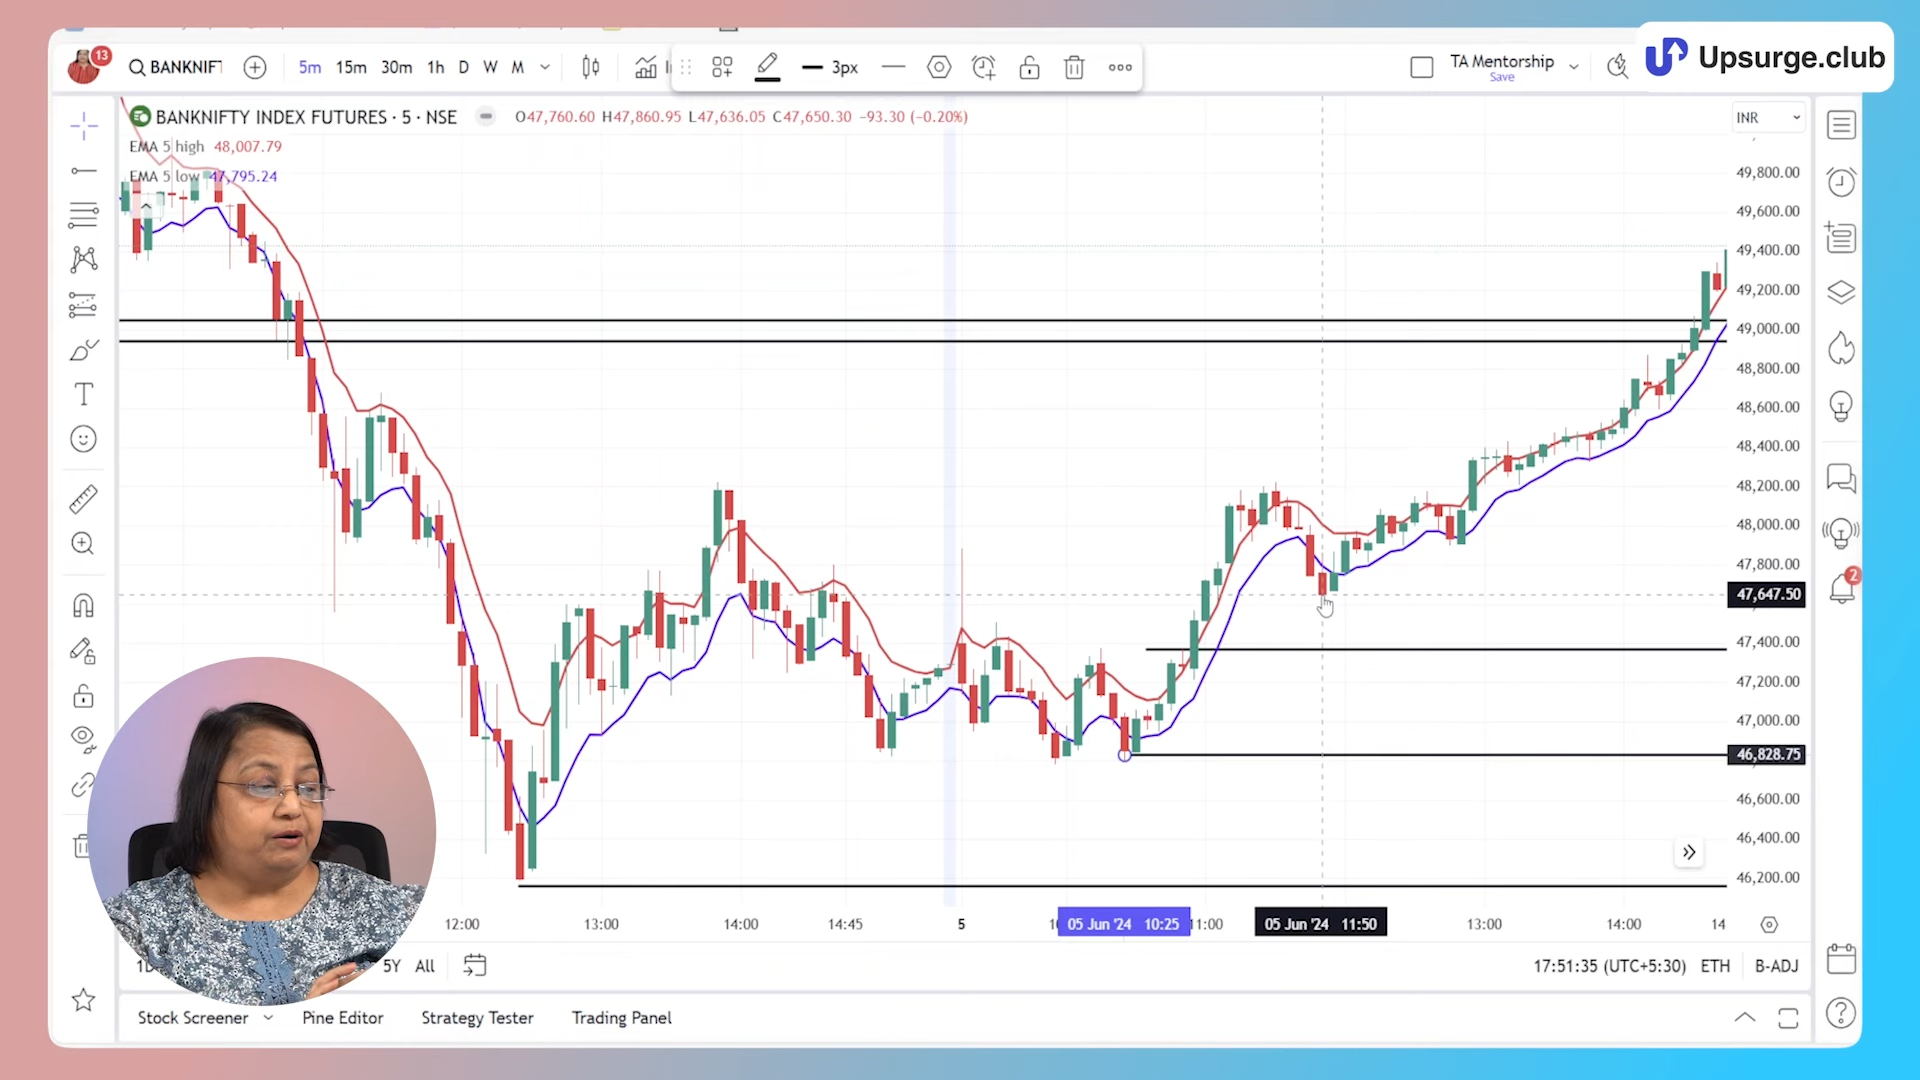 13
BANKNIF
5m 15m 30m 1h D W M
3px
TA Mentorship
Save
Upsurge.club
BANKNIFTY INDEX FUTURES · 5 · NSE
O47,760.60 H47,860.95 L47,636.05 C47,650.30 −93.30 (−0.20%)
EMA 5 high 48,007.79
EMA 5 low 47,795.24
INR
49,800.00
49,600.00
49,400.00
49,200.00
49,000.00
48,800.00
48,600.00
48,400.00
48,200.00
48,000.00
47,800.00
2
47,647.50
47,400.00
47,200.00
47,000.00
46,828.75
46,600.00
46,400.00
46,200.00
12:00 13:00 14:00 14:45 5 05 Jun '24 10:25 11:00 05 Jun '24 11:50 13:00 14:00 14
5Y All
17:51:35 (UTC+5:30) ETH B-ADJ
Stock Screener Pine Editor Strategy Tester Trading Panel